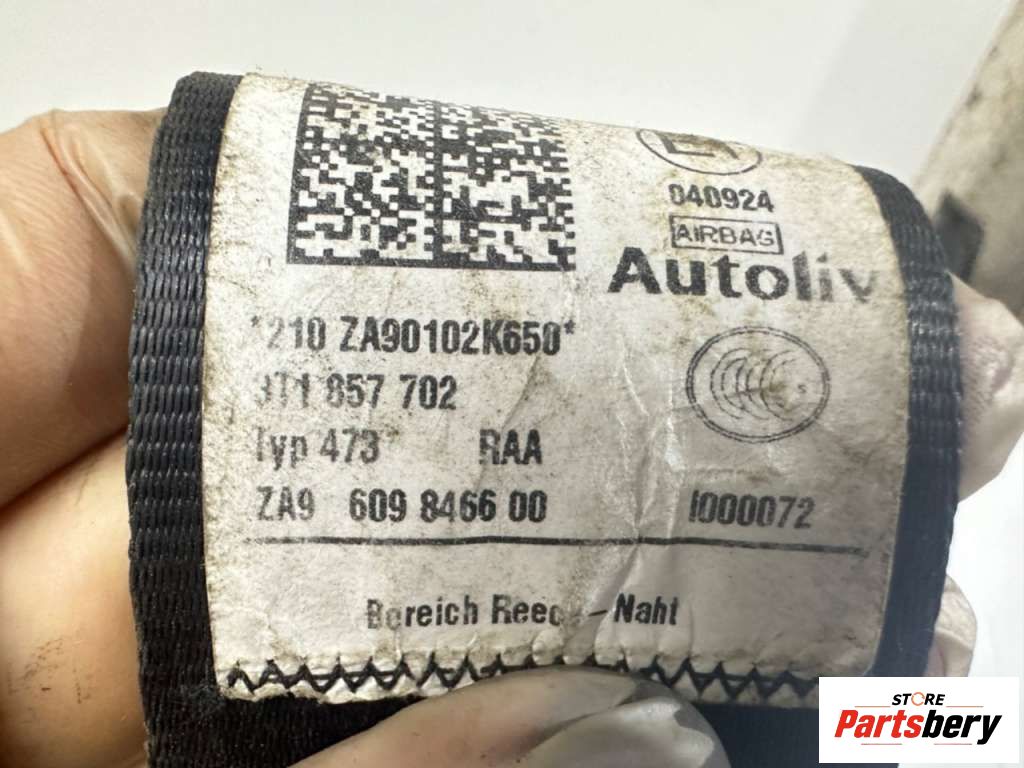 040924
AIRBAG
Autoliv
*210 ZA90102K650*
3T1 857 702
Typ 473 RAA
ZA9 609 8466 00 I000072
Bereich - Naht
STORE
Partsbery